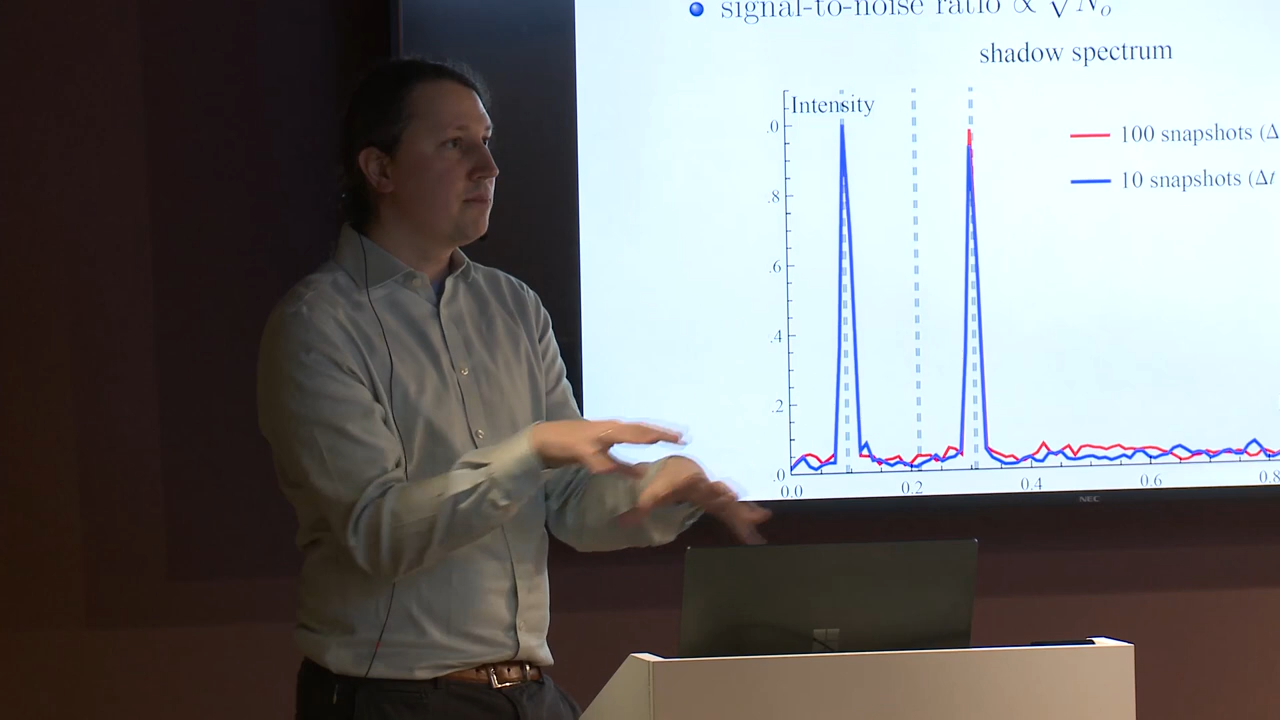 signal-to-noise ratio ∝ √N_o
shadow spectrum
Intensity
.0
100 snapshots (Δ
.8
10 snapshots (Δt
.6
.4
.2
.0
0.0 0.2 0.4 0.6 0.8
NEC